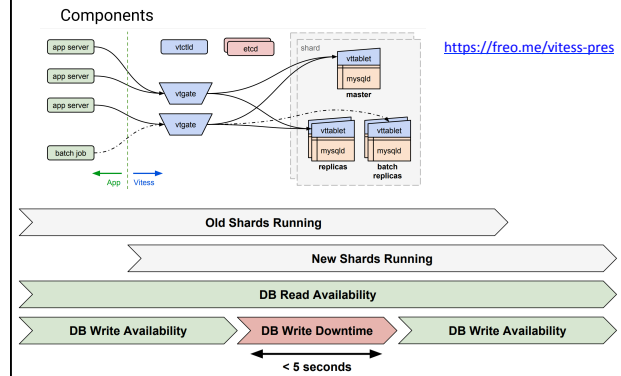 Components
app server
app server
app server
batch job
App
Vitess
vtctld
etcd
vtgate
vtgate
shard
vttablet
mysqld
master
vttablet
mysqld
replicas
vttablet
mysqld
batch
replicas
https://freo.me/vitess-pres
Old Shards Running
New Shards Running
DB Read Availability
DB Write Availability
DB Write Downtime
DB Write Availability
< 5 seconds